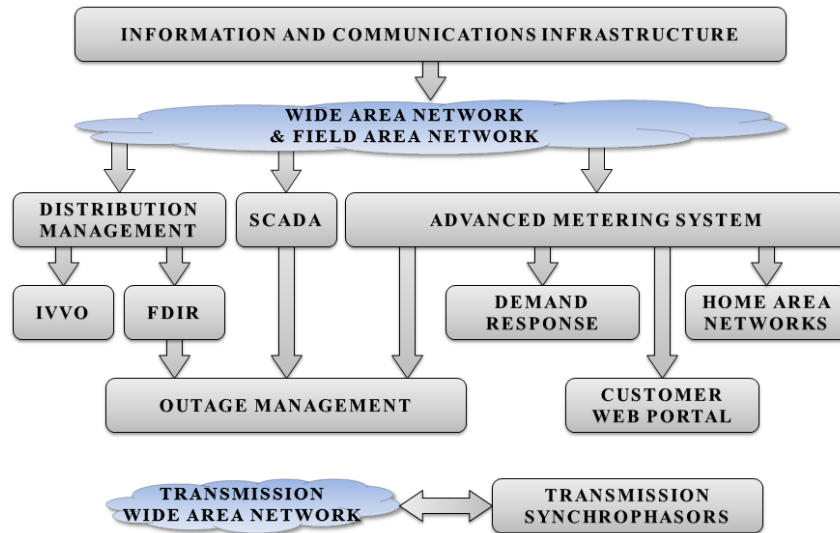 INFORMATION AND COMMUNICATIONS INFRASTRUCTURE
WIDE AREA NETWORK
& FIELD AREA NETWORK
DISTRIBUTION
MANAGEMENT
SCADA
ADVANCED METERING SYSTEM
IVVO
FDIR
DEMAND
RESPONSE
HOME AREA
NETWORKS
OUTAGE MANAGEMENT
CUSTOMER
WEB PORTAL
TRANSMISSION
WIDE AREA NETWORK
TRANSMISSION
SYNCHROPHASORS